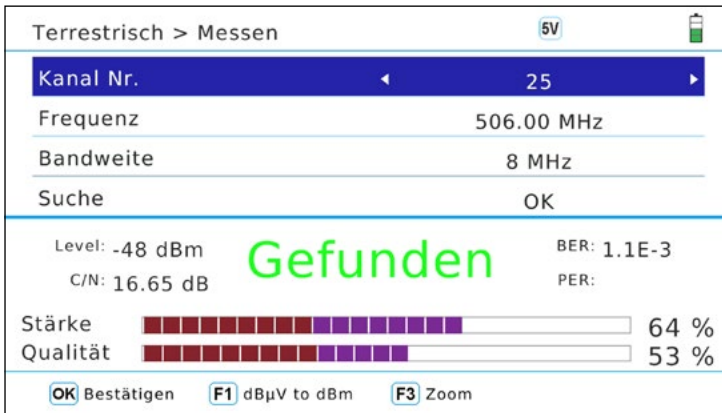 Terrestrisch > Messen 5V
Kanal Nr. 25
Frequenz 506.00 MHz
Bandweite 8 MHz
Suche OK
Level: -48 dBm
C/N: 16.65 dB
Gefunden
BER: 1.1E-3
PER:
Stärke 64 %
Qualität 53 %
OK Bestätigen F1 dBµV to dBm F3 Zoom